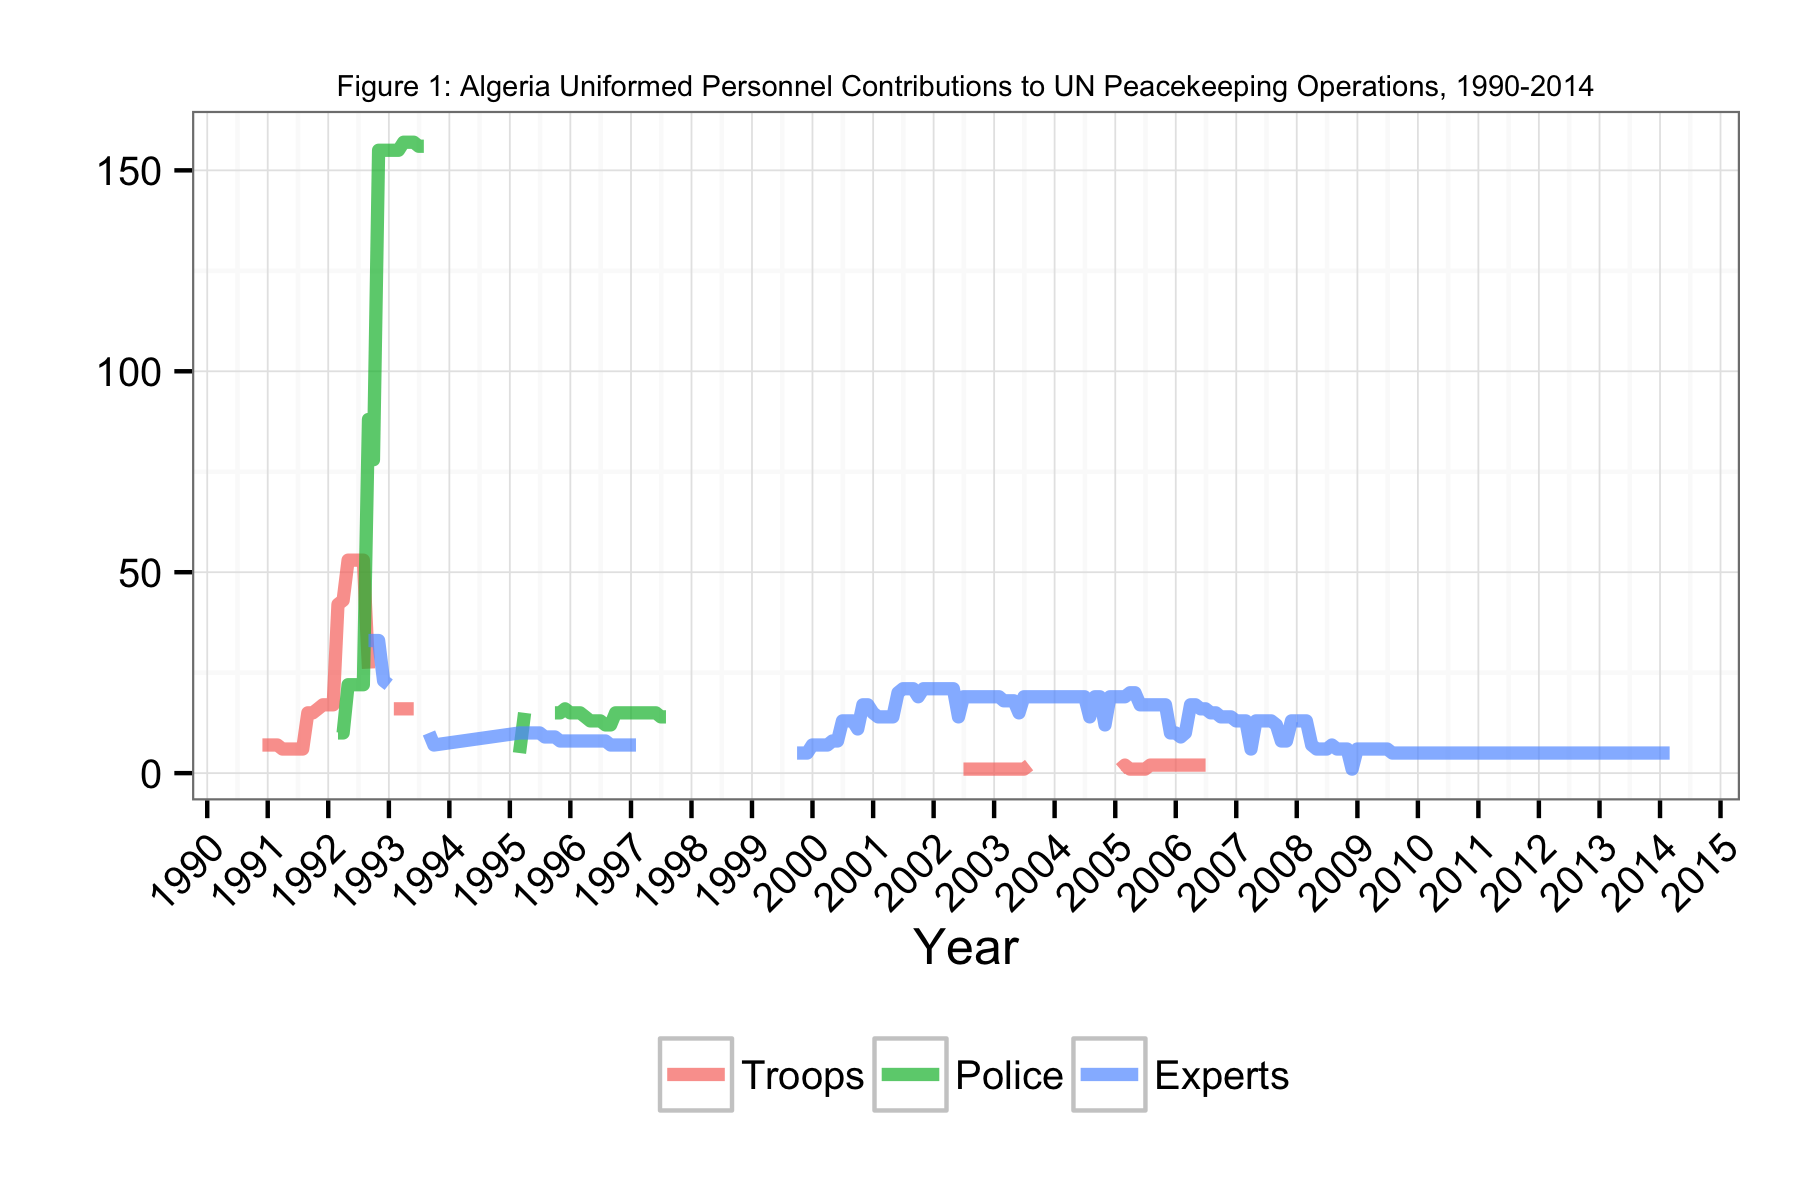 Figure 1: Algeria Uniformed Personnel Contributions to UN Peacekeeping Operations, 1990-2014
150
100
50
0
1990 1991 1992 1993 1994 1995 1996 1997 1998 1999 2000 2001 2002 2003 2004 2005 2006 2007 2008 2009 2010 2011 2012 2013 2014 2015
Year
Troops Police Experts